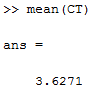 >> mean(CT)
ans =
3.6271